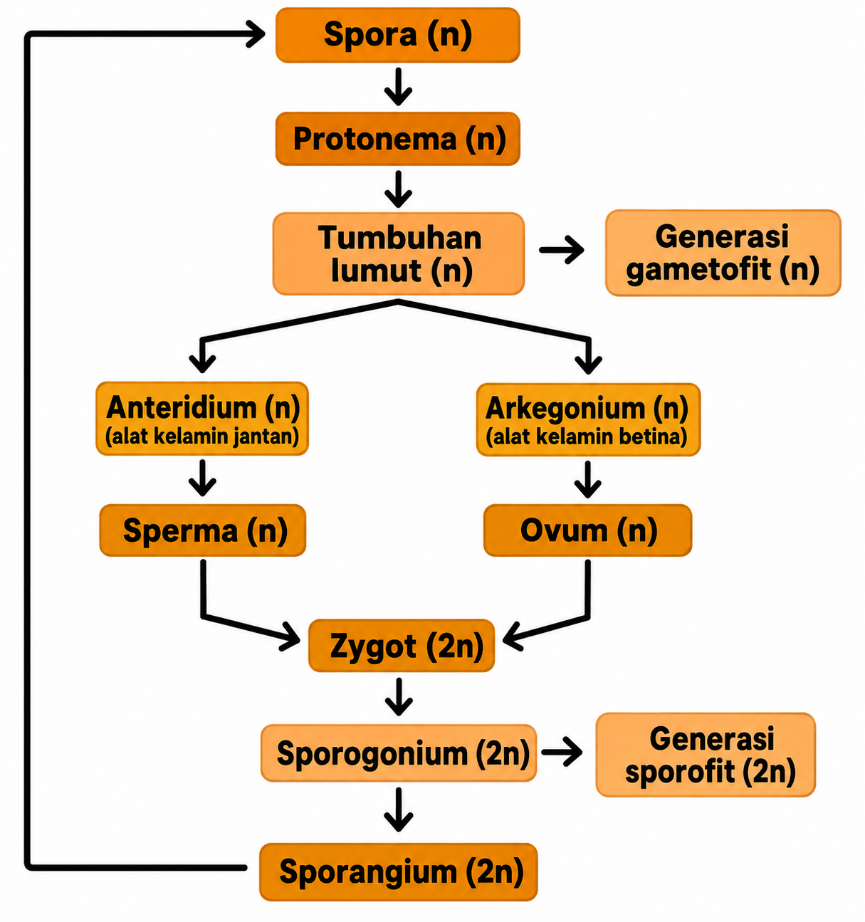 Spora (n)
Protonema (n)
Tumbuhan
lumut (n)
Generasi
gametofit (n)
Anteridium (n)
(alat kelamin jantan)
Arkegonium (n)
(alat kelamin betina)
Sperma (n)
Ovum (n)
Zygot (2n)
Sporogonium (2n)
Generasi
sporofit (2n)
Sporangium (2n)